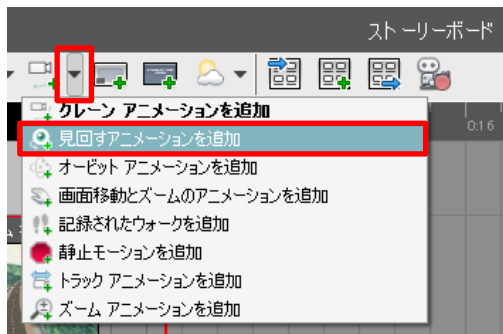 ストーリーボード
クレーン アニメーションを追加
0:16
見回すアニメーションを追加
オービット アニメーションを追加
画面移動とズームのアニメーションを追加
記録されたウォークを追加
静止モーションを追加
トラック アニメーションを追加
ズーム アニメーションを追加